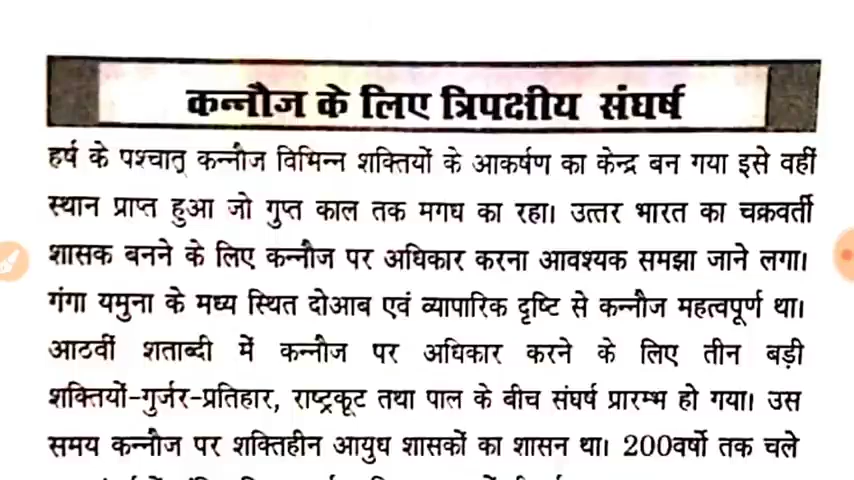 कन्नौज के लिए त्रिपक्षीय संघर्ष
हर्ष के पश्चात् कन्नौज विभिन्न शक्तियों के आकर्षण का केन्द्र बन गया इसे वहीं
स्थान प्राप्त हुआ जो गुप्त काल तक मगध का रहा। उत्तर भारत का चक्रवर्ती
शासक बनने के लिए कन्नौज पर अधिकार करना आवश्यक समझा जाने लगा।
गंगा यमुना के मध्य स्थित दोआब एवं व्यापारिक दृष्टि से कन्नौज महत्वपूर्ण था।
आठवीं शताब्दी में कन्नौज पर अधिकार करने के लिए तीन बड़ी
शक्तियों-गुर्जर-प्रतिहार, राष्ट्रकूट तथा पाल के बीच संघर्ष प्रारम्भ हो गया। उस
समय कन्नौज पर शक्तिहीन आयुध शासकों का शासन था। 200वर्षो तक चले